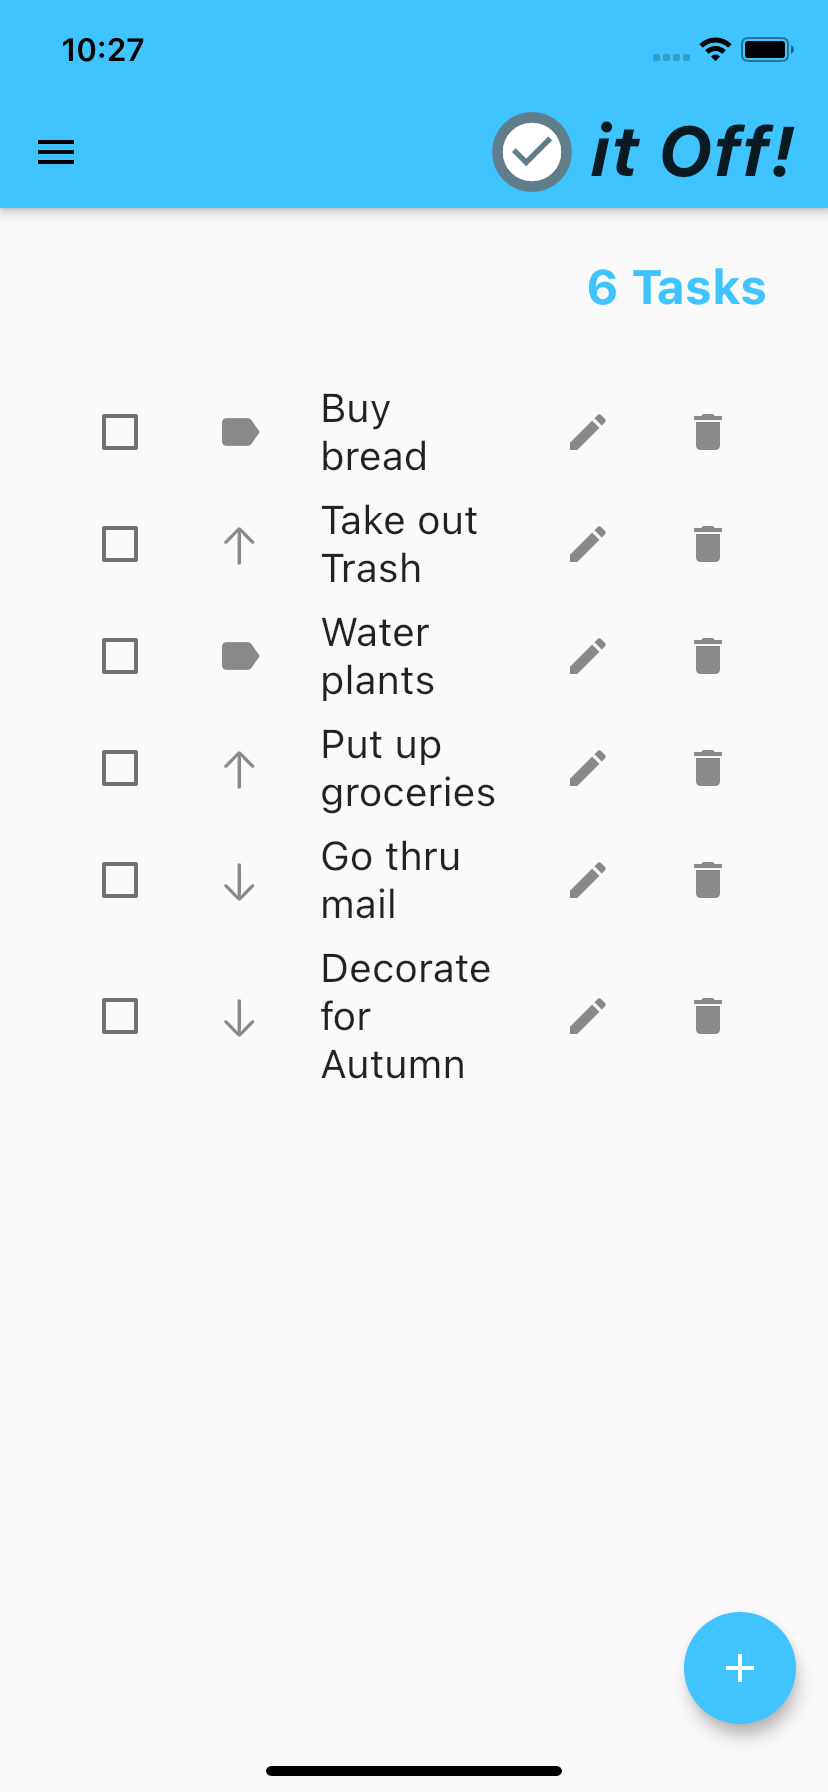 10:27
it Off!
6 Tasks
Buy
bread
Take out
Trash
Water
plants
Put up
groceries
Go thru
mail
Decorate
for
Autumn